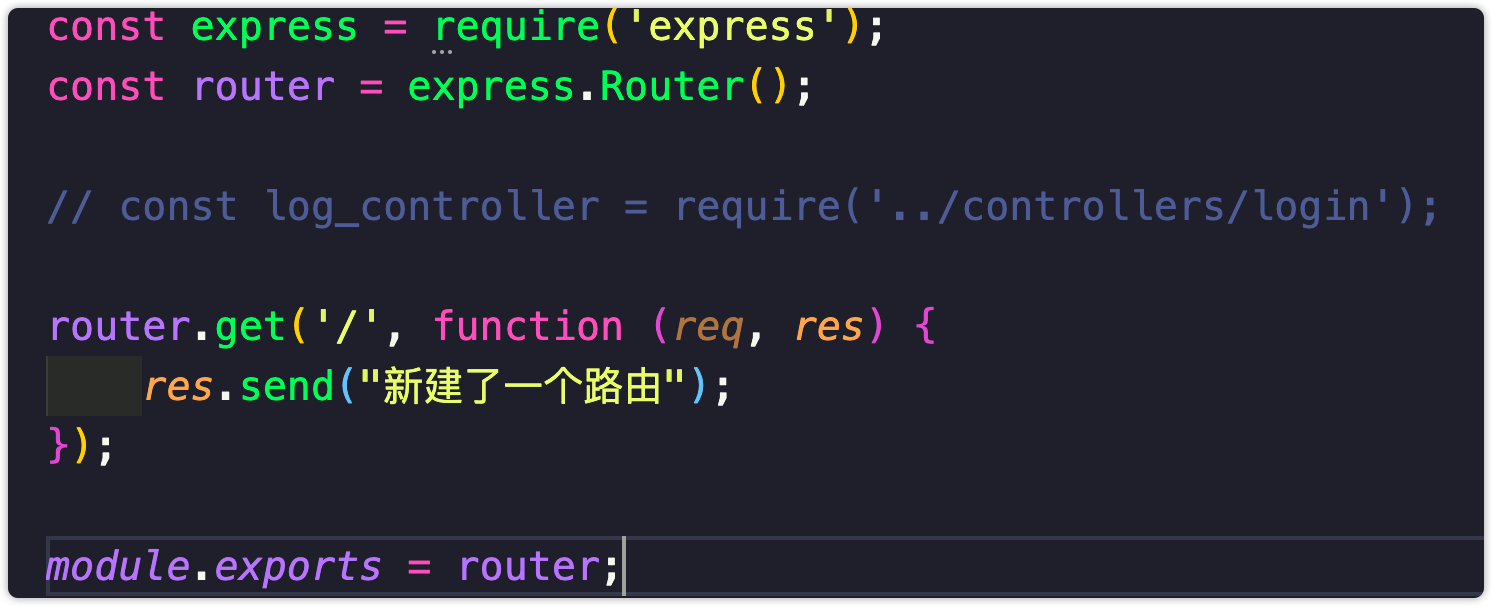 const express = require('express');
const router = express.Router();
// const log_controller = require('../controllers/login');
router.get('/', function (req, res) {
res.send("新建了一个路由");
});
module.exports = router;